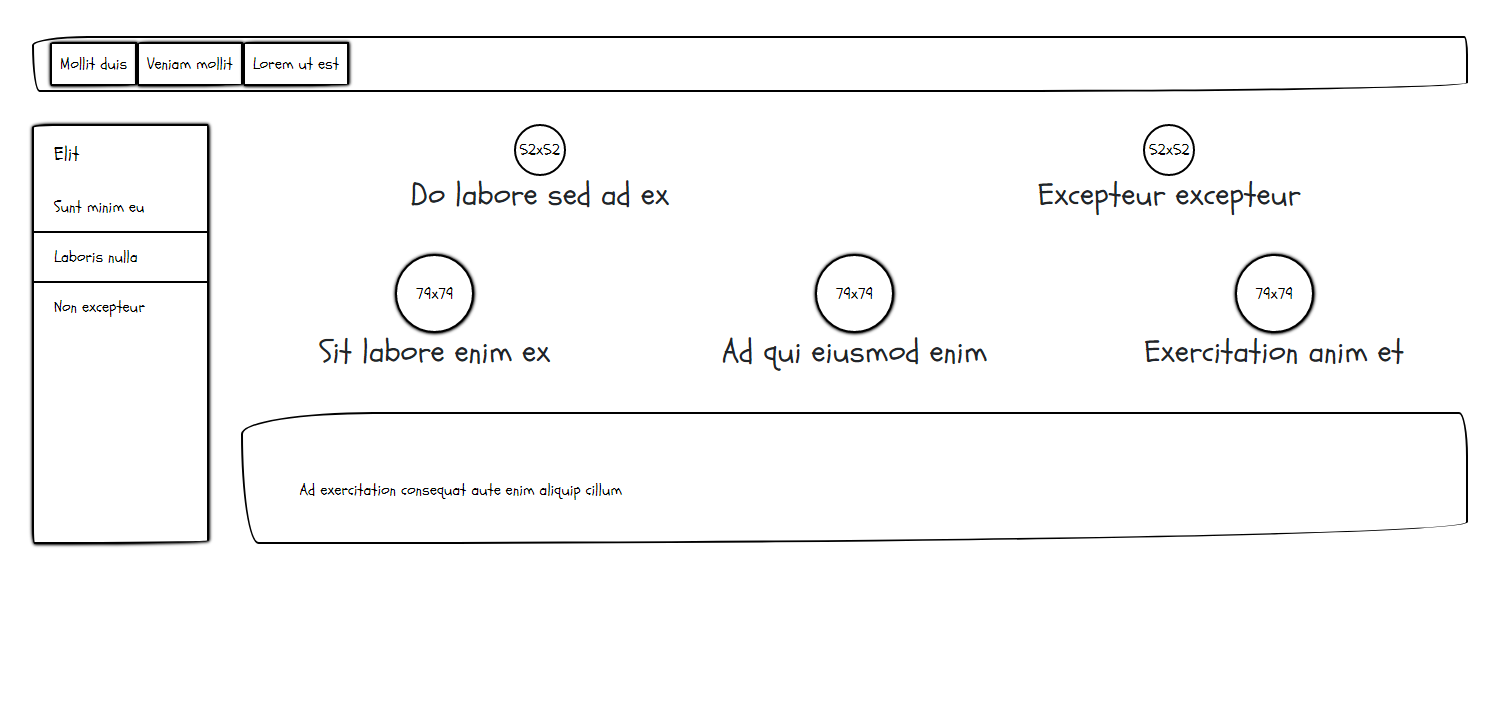 Mollit duis Veniam mollit Lorem ut est
Elit
Sunt minim eu
Laboris nulla
Non excepteur
52x52 52x52
Do labore sed ad ex Excepteur excepteur
79x79 79x79 79x79
Sit labore enim ex Ad qui eiusmod enim Exercitation anim et
Ad exercitation consequat aute enim aliquip cillum